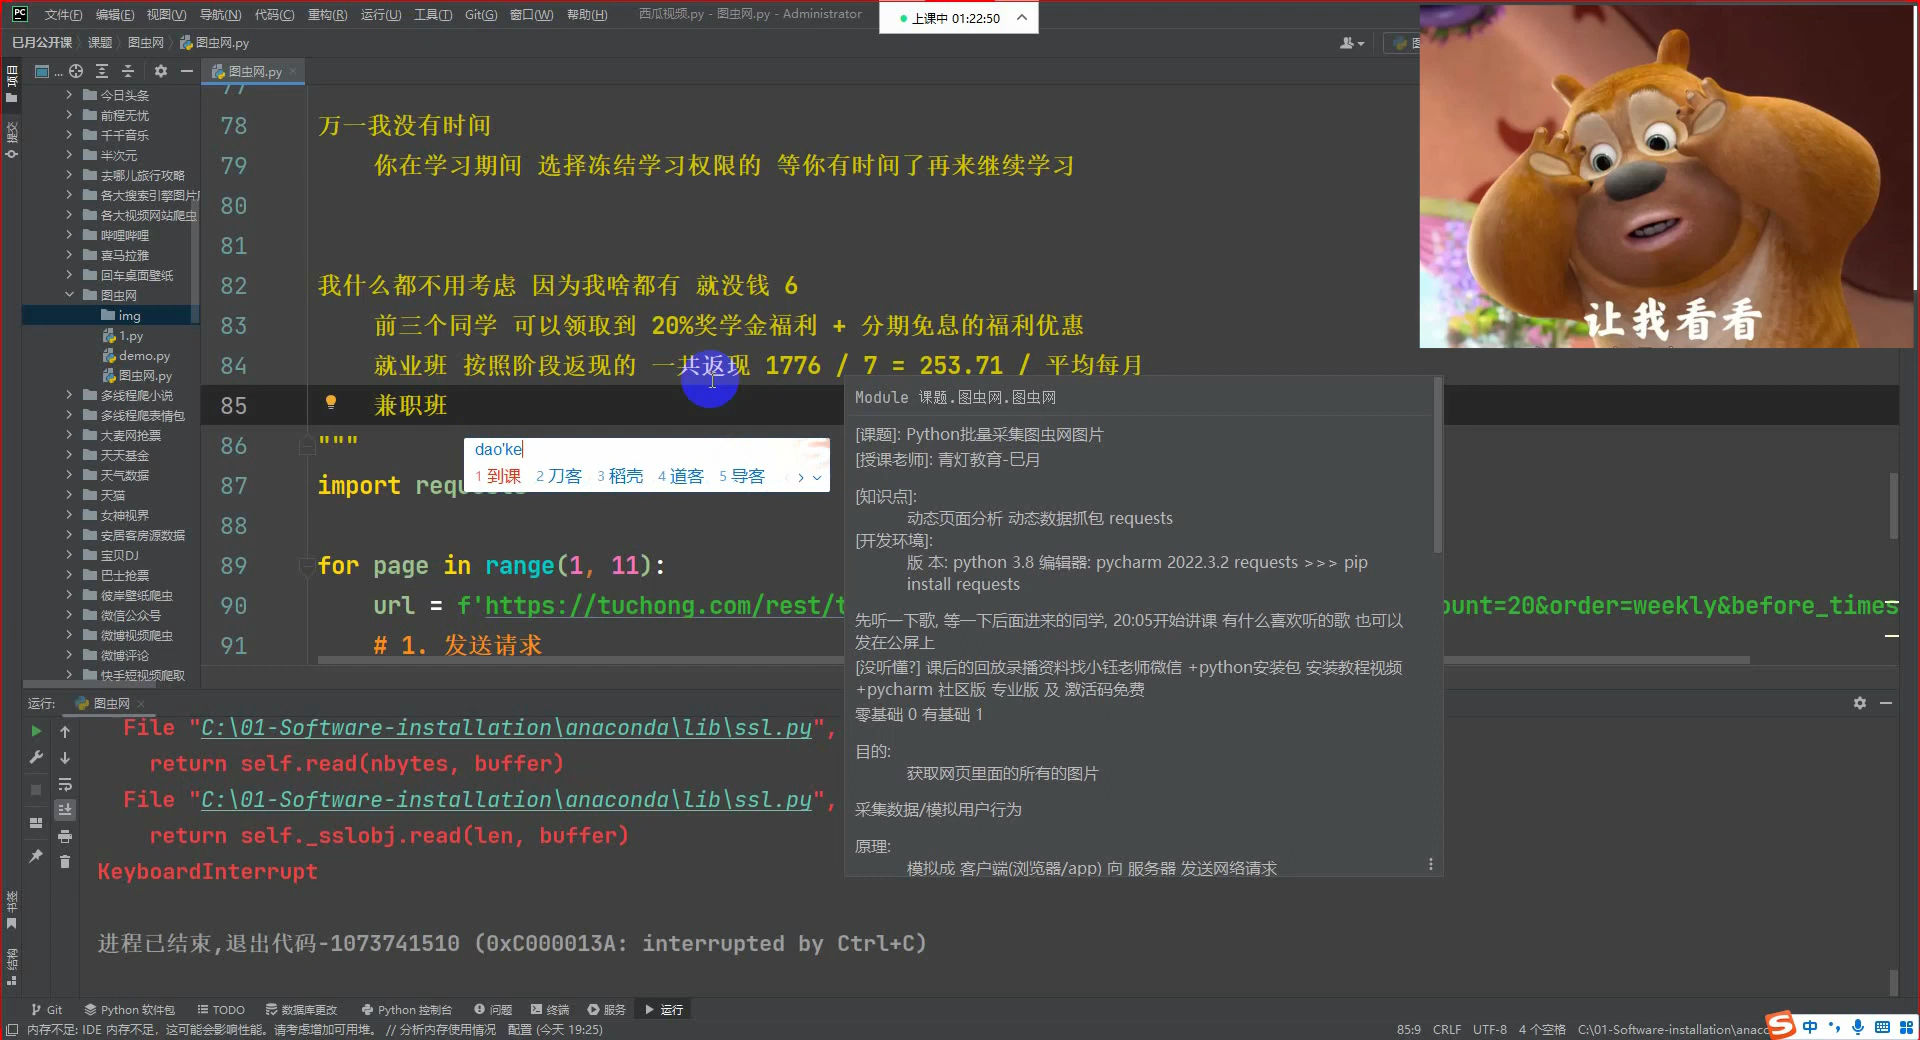 PC 文件(F) 编辑(E) 视图(V) 导航(N) 代码(C) 重构(R) 运行(U) 工具(T) Git(G) 窗口(W) 帮助(H) 西瓜视频.py - 图虫网.py - Administrator
上课中 01:22:50
巳月公开课 课题 图虫网 图虫网.py
项目
...
图虫网.py
提交
今日头条
前程无忧
千千音乐
半次元
去哪儿旅行攻略
各大搜索引擎图片
各大视频网站爬虫
哔哩哔哩
喜马拉雅
回车桌面壁纸
图虫网
img
1.py
demo.py
图虫网.py
多线程爬小说
多线程爬表情包
大麦网抢票
天天基金
天气数据
天猫
女神视界
安居客房源数据
宝贝DJ
巴士抢票
彼岸壁纸爬虫
微信公众号
微博视频爬虫
微博评论
快手短视频爬取
77
78 万一我没有时间
79 你在学习期间 选择冻结学习权限的 等你有时间了再来继续学习
80
81
82 我什么都不用考虑 因为我啥都有 就没钱 6
83 前三个同学 可以领取到 20%奖学金福利 + 分期免息的福利优惠
84 就业班 按照阶段返现的 一共返现 1776 / 7 = 253.71 / 平均每月
85 兼职班
86 """
87 import reque
88
89 for page in range(1, 11):
90 url = f'https://tuchong.com/rest/t ount=20&order=weekly&before_times
91 # 1. 发送请求
dao'ke
1 到课 2 刀客 3 稻壳 4 道客 5 导客
让我看看
Module 课题.图虫网.图虫网
[课题]: Python批量采集图虫网图片
[授课老师]: 青灯教育-巳月
[知识点]:
动态页面分析 动态数据抓包 requests
[开发环境]:
版 本: python 3.8 编辑器: pycharm 2022.3.2 requests >>> pip
install requests
先听一下歌, 等一下后面进来的同学, 20:05开始讲课 有什么喜欢听的歌 也可以
发在公屏上
[没听懂?] 课后的回放录播资料找小钰老师微信 +python安装包 安装教程视频
+pycharm 社区版 专业版 及 激活码免费
零基础 0 有基础 1
目的:
获取网页里面的所有的图片
采集数据/模拟用户行为
原理:
模拟成 客户端(浏览器/app) 向 服务器 发送网络请求
运行: 图虫网
File "C:\01-Software-installation\anaconda\lib\ssl.py",
return self.read(nbytes, buffer)
File "C:\01-Software-installation\anaconda\lib\ssl.py",
return self._sslobj.read(len, buffer)
KeyboardInterrupt
进程已结束,退出代码-1073741510 (0xC000013A: interrupted by Ctrl+C)
书签
结构
Git Python 软件包 TODO 数据库更改 Python 控制台 问题 终端 服务 运行
内存不足: IDE 内存不足，这可能会影响性能。请考虑增加可用堆。 // 分析内存使用情况 配置 (今天 19:25)
85:9 CRLF UTF-8 4 个空格 C:\01-Software-installation\anaco
S 中